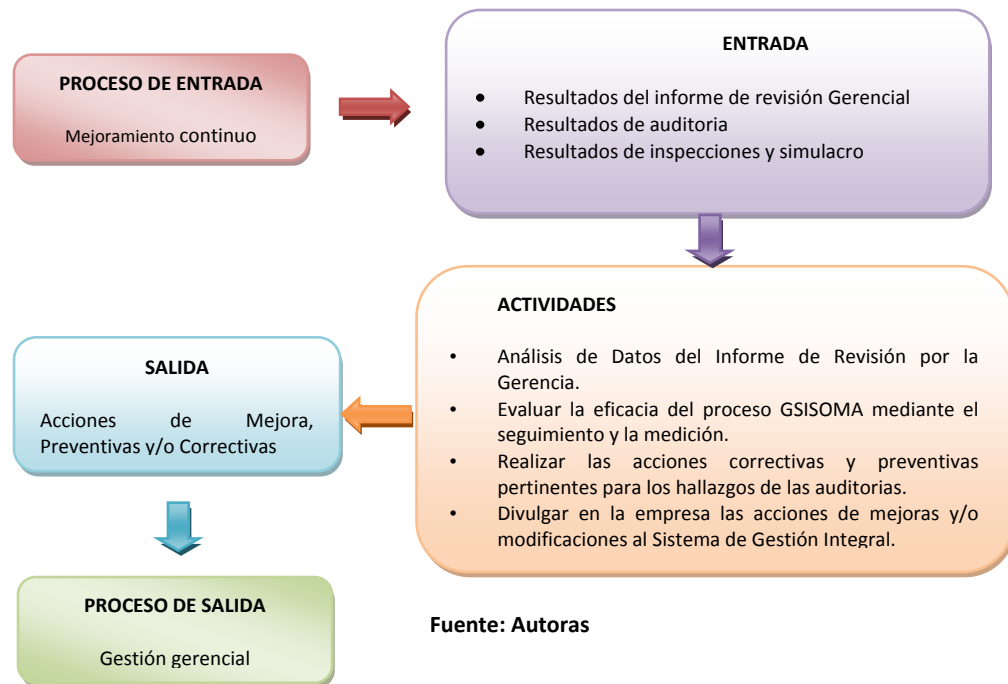 PROCESO DE ENTRADA
Mejoramiento continuo
ENTRADA
• Resultados del informe de revisión Gerencial
• Resultados de auditoria
• Resultados de inspecciones y simulacro
ACTIVIDADES
• Análisis de Datos del Informe de Revisión por la
Gerencia.
• Evaluar la eficacia del proceso GSISOMA mediante el
seguimiento y la medición.
• Realizar las acciones correctivas y preventivas
pertinentes para los hallazgos de las auditorias.
• Divulgar en la empresa las acciones de mejoras y/o
modificaciones al Sistema de Gestión Integral.
SALIDA
Acciones de Mejora,
Preventivas y/o Correctivas
PROCESO DE SALIDA
Gestión gerencial
Fuente: Autoras